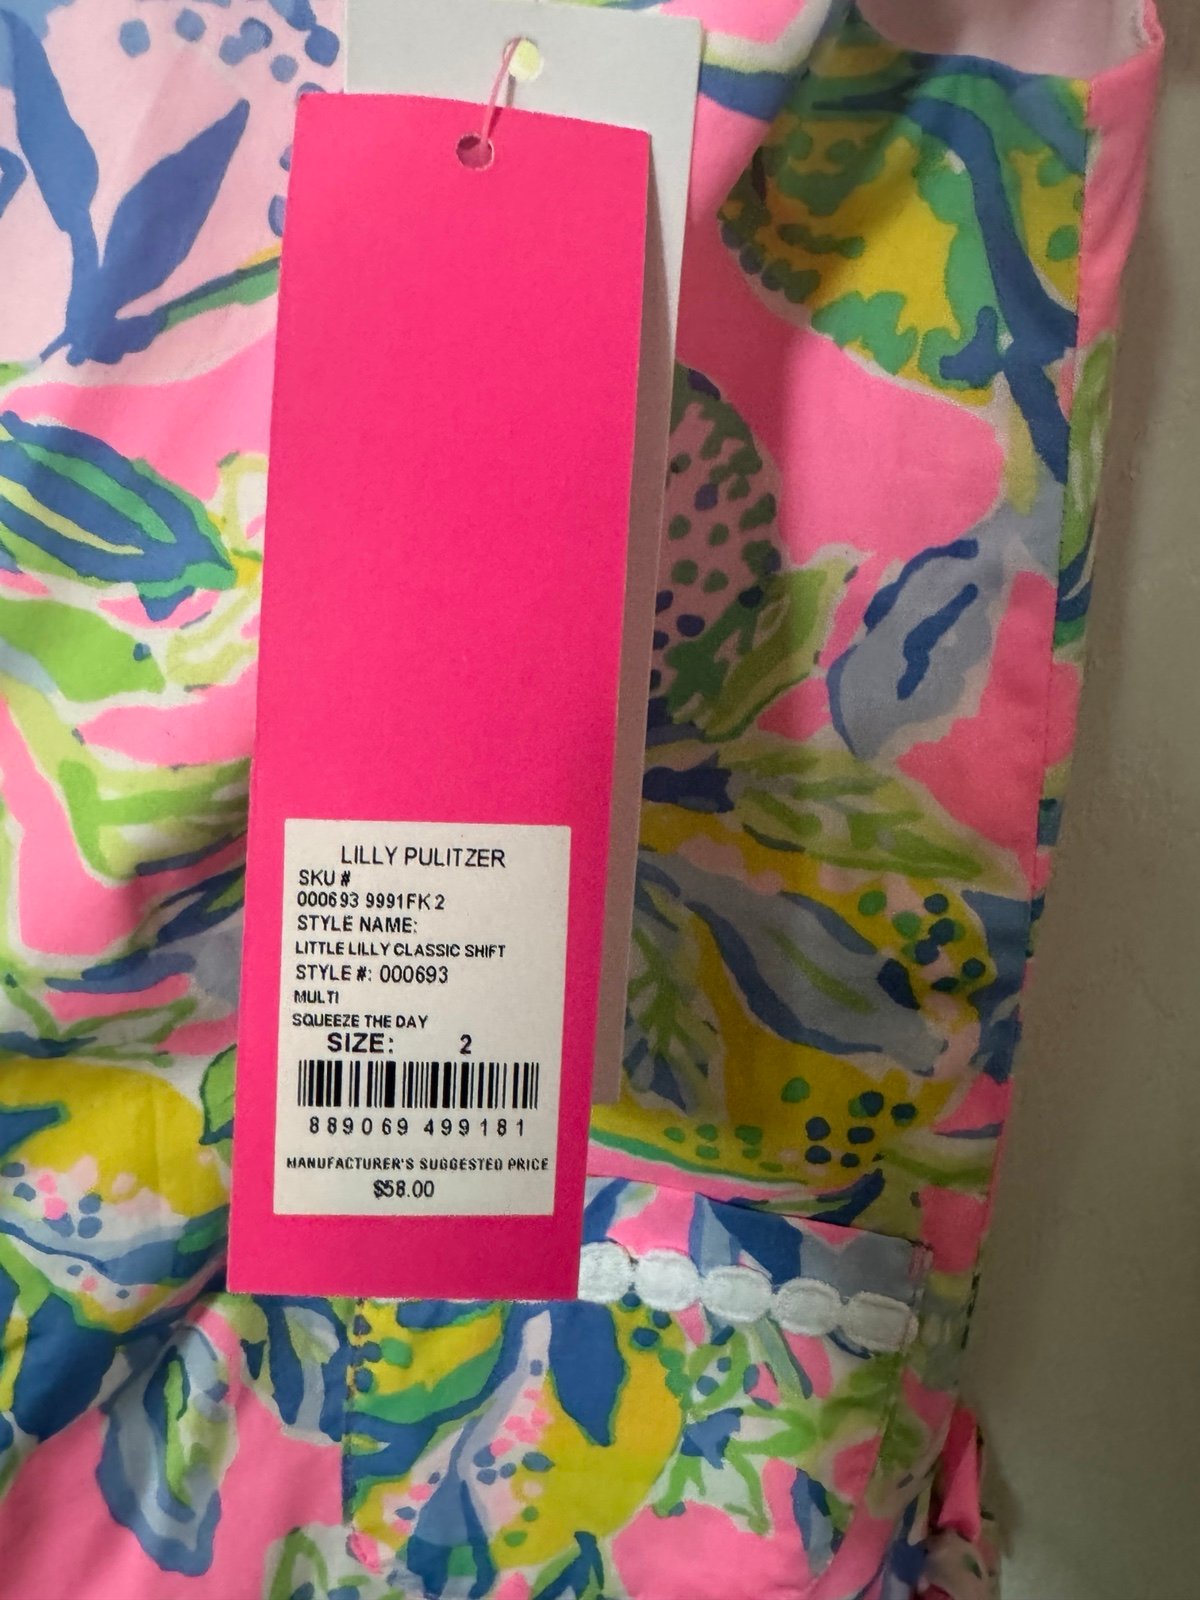 LILLY PULITZER
SKU #
000693 9991FK 2
STYLE NAME:
LITTLE LILLY CLASSIC SHIFT
STYLE #: 000693
MULTI
SQUEEZE THE DAY
SIZE: 2
889069 499181
MANUFACTURER'S SUGGESTED PRICE
$58.00